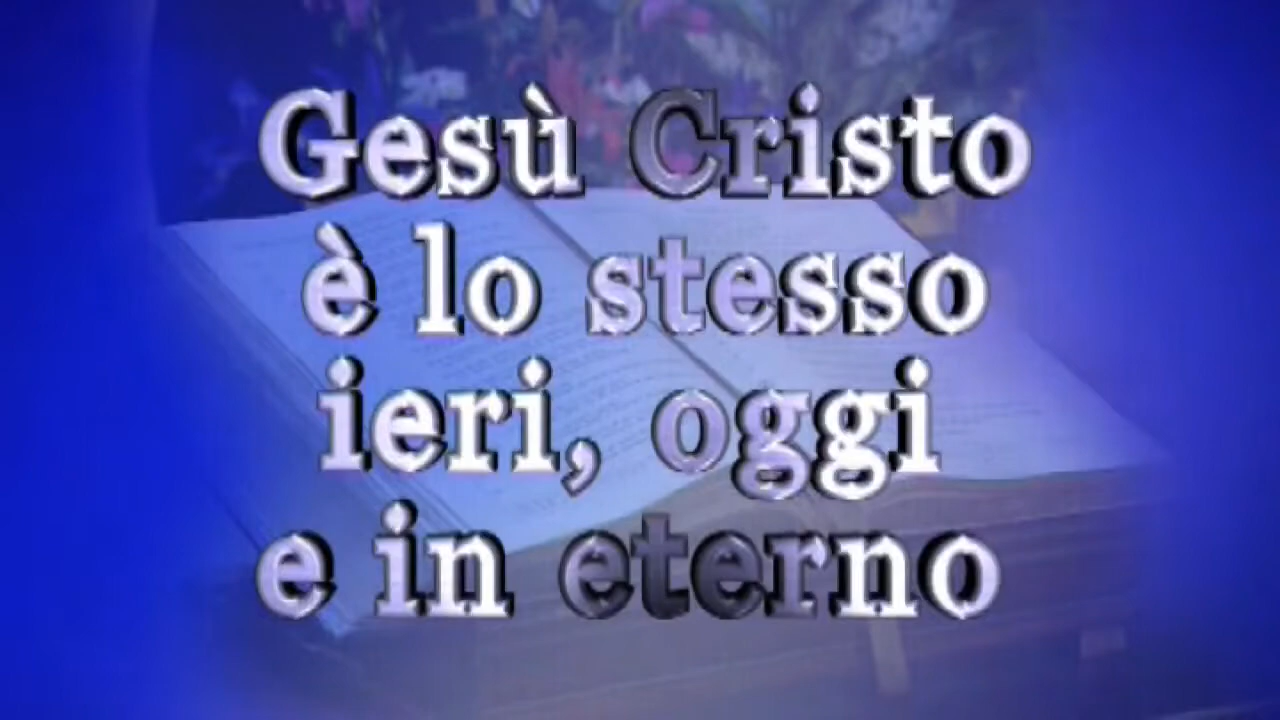 Gesù Cristo
è lo stesso
ieri, oggi
e in eterno